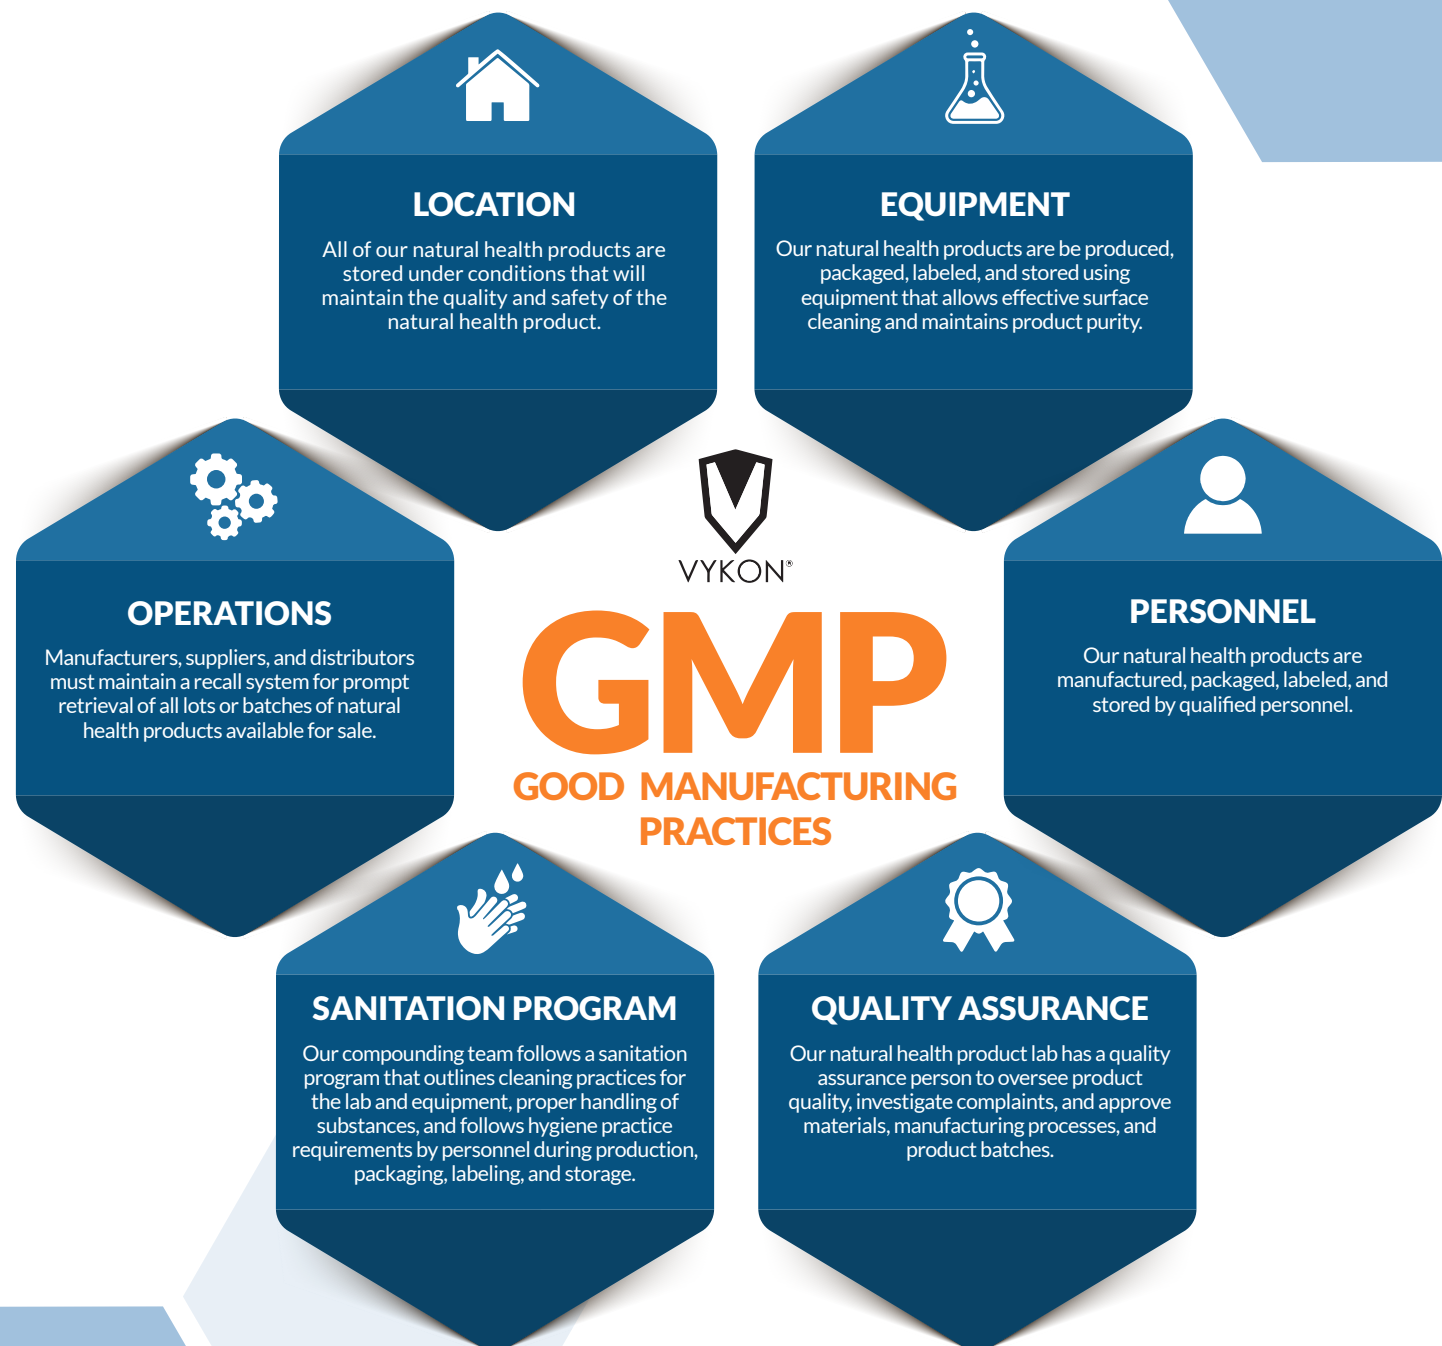 LOCATION
All of our natural health products are
stored under conditions that will
maintain the quality and safety of the
natural health product.
EQUIPMENT
Our natural health products are be produced,
packaged, labeled, and stored using
equipment that allows effective surface
cleaning and maintains product purity.
OPERATIONS
Manufacturers, suppliers, and distributors
must maintain a recall system for prompt
retrieval of all lots or batches of natural
health products available for sale.
VYKON®
GMP
GOOD MANUFACTURING
PRACTICES
PERSONNEL
Our natural health products are
manufactured, packaged, labeled, and
stored by qualified personnel.
SANITATION PROGRAM
Our compounding team follows a sanitation
program that outlines cleaning practices for
the lab and equipment, proper handling of
substances, and follows hygiene practice
requirements by personnel during production,
packaging, labeling, and storage.
QUALITY ASSURANCE
Our natural health product lab has a quality
assurance person to oversee product
quality, investigate complaints, and approve
materials, manufacturing processes, and
product batches.